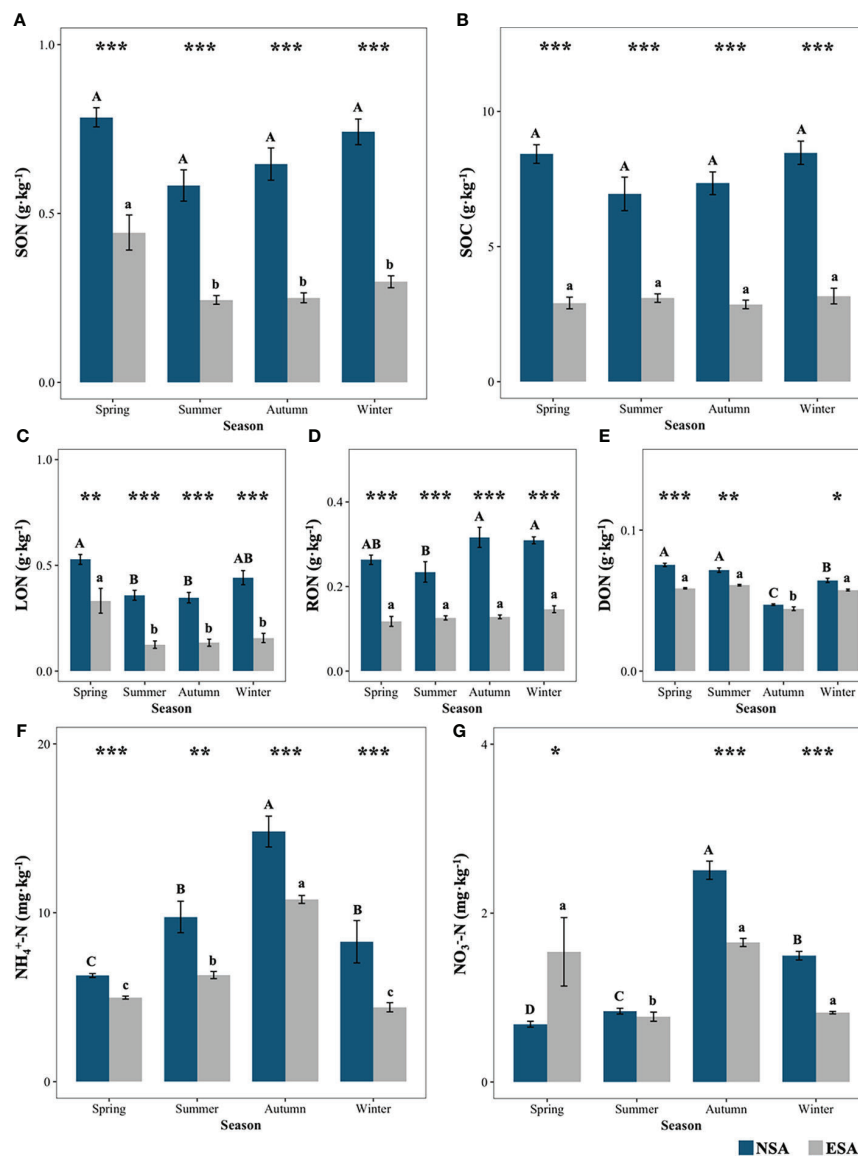 A
*** *** *** ***
1.0
A A A A
a b b b
0.5
0.0
SON (g·kg⁻¹)
Spring Summer Autumn Winter
Season
B
*** *** *** ***
10
A A A A
a a a a
5
0
SOC (g·kg⁻¹)
Spring Summer Autumn Winter
Season
C
1.0
** *** *** ***
A B B AB
a b b b
0.5
0.0
LON (g·kg⁻¹)
Spring Summer Autumn Winter
Season
D
*** *** *** ***
0.4
AB B A A
a a a a
0.2
0.0
RON (g·kg⁻¹)
Spring Summer Autumn Winter
Season
E
*** ** *
0.1
A A C B
a a b a
0.0
DON (g·kg⁻¹)
Spring Summer Autumn Winter
Season
F
20
*** ** *** ***
C B A B
c b a c
10
0
NH₄⁺-N (mg·kg⁻¹)
Spring Summer Autumn Winter
Season
G
4
* *** ***
D C A B
a b a a
2
0
NO₃⁻-N (mg·kg⁻¹)
Spring Summer Autumn Winter
Season
NSA ESA